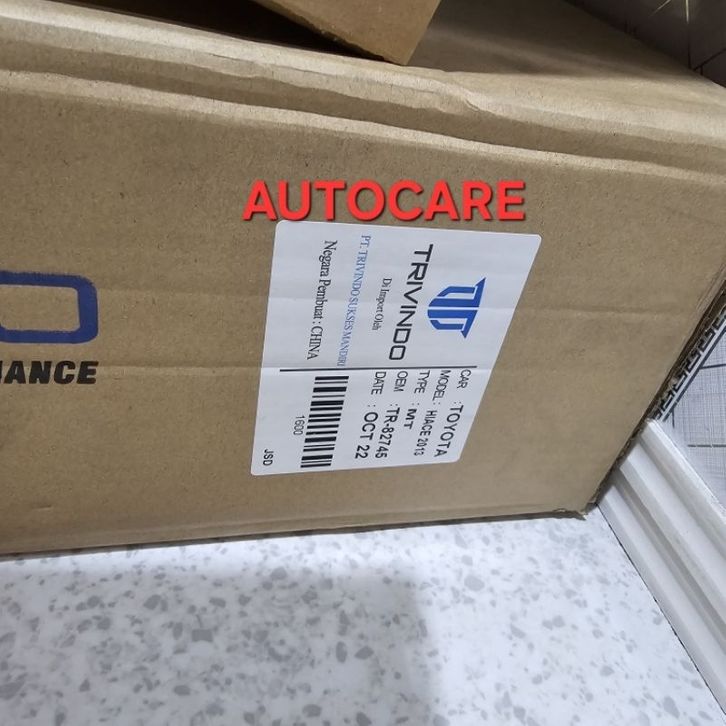 AUTOCARE
TRIVINDO
Di Import Oleh
PT. TRIVINDO SUKSES MANDIRI
Negara Pembuat : CHINA
CAR : TOYOTA
MODEL : HIACE 2013
TYPE : MT
OEM : TR-82745
DATE : OCT 22
1600
JSD